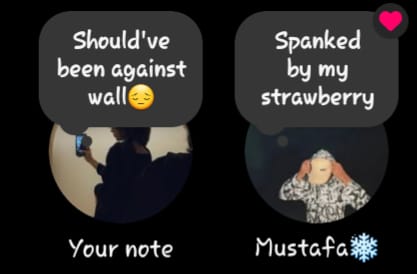 Should've
been against
wall😔
Spanked
by my
strawberry
Your note
Mustafa❄️